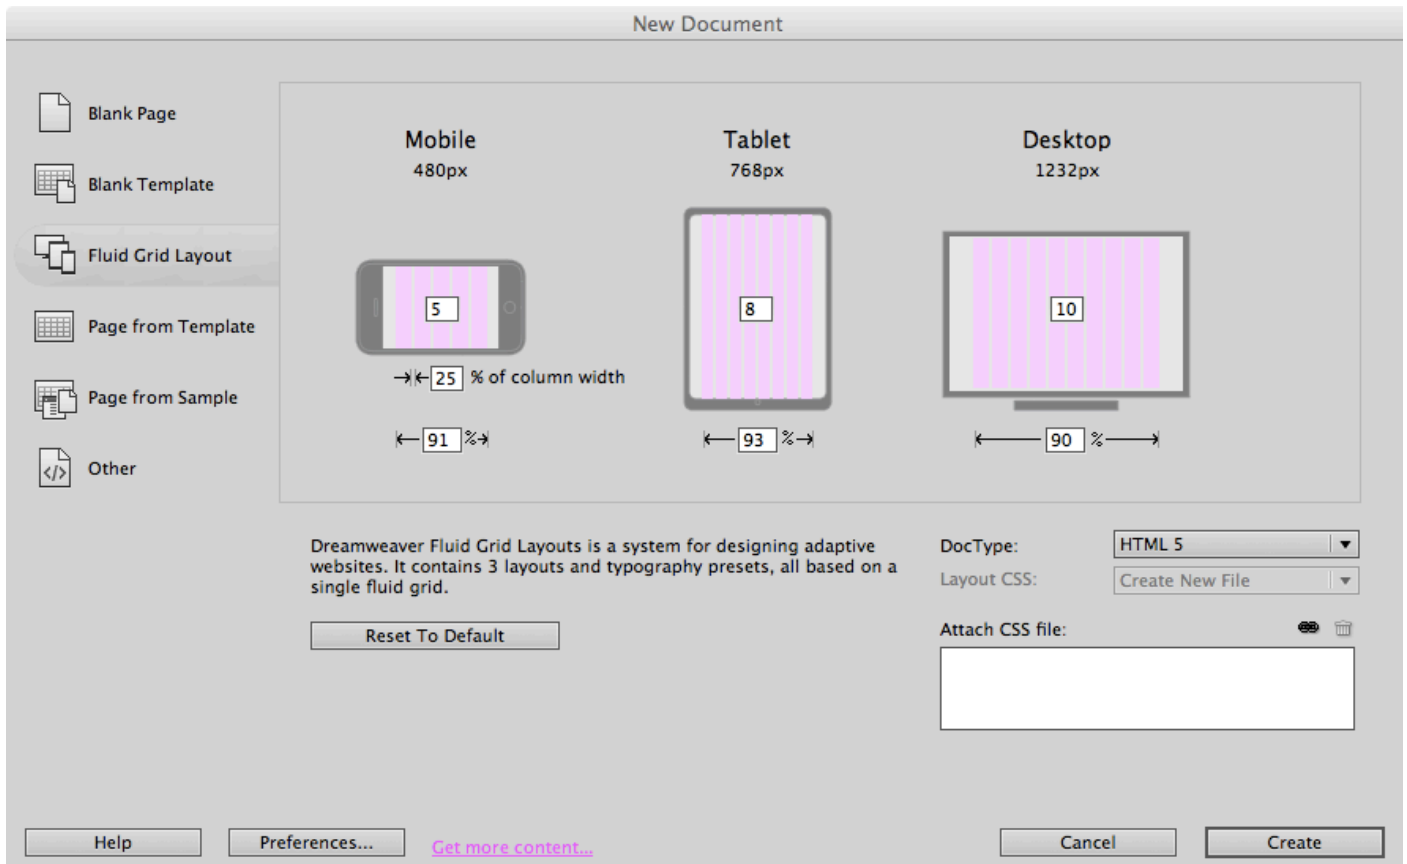 New Document
Blank Page
Blank Template
Fluid Grid Layout
Page from Template
Page from Sample
Other
Mobile
480px
Tablet
768px
Desktop
1232px
5
8
10
25 % of column width
91 %
93 %
90 %
Dreamweaver Fluid Grid Layouts is a system for designing adaptive
websites. It contains 3 layouts and typography presets, all based on a
single fluid grid.
Reset To Default
DocType: HTML 5
Layout CSS: Create New File
Attach CSS file:
Help
Preferences...
Get more content...
Cancel
Create